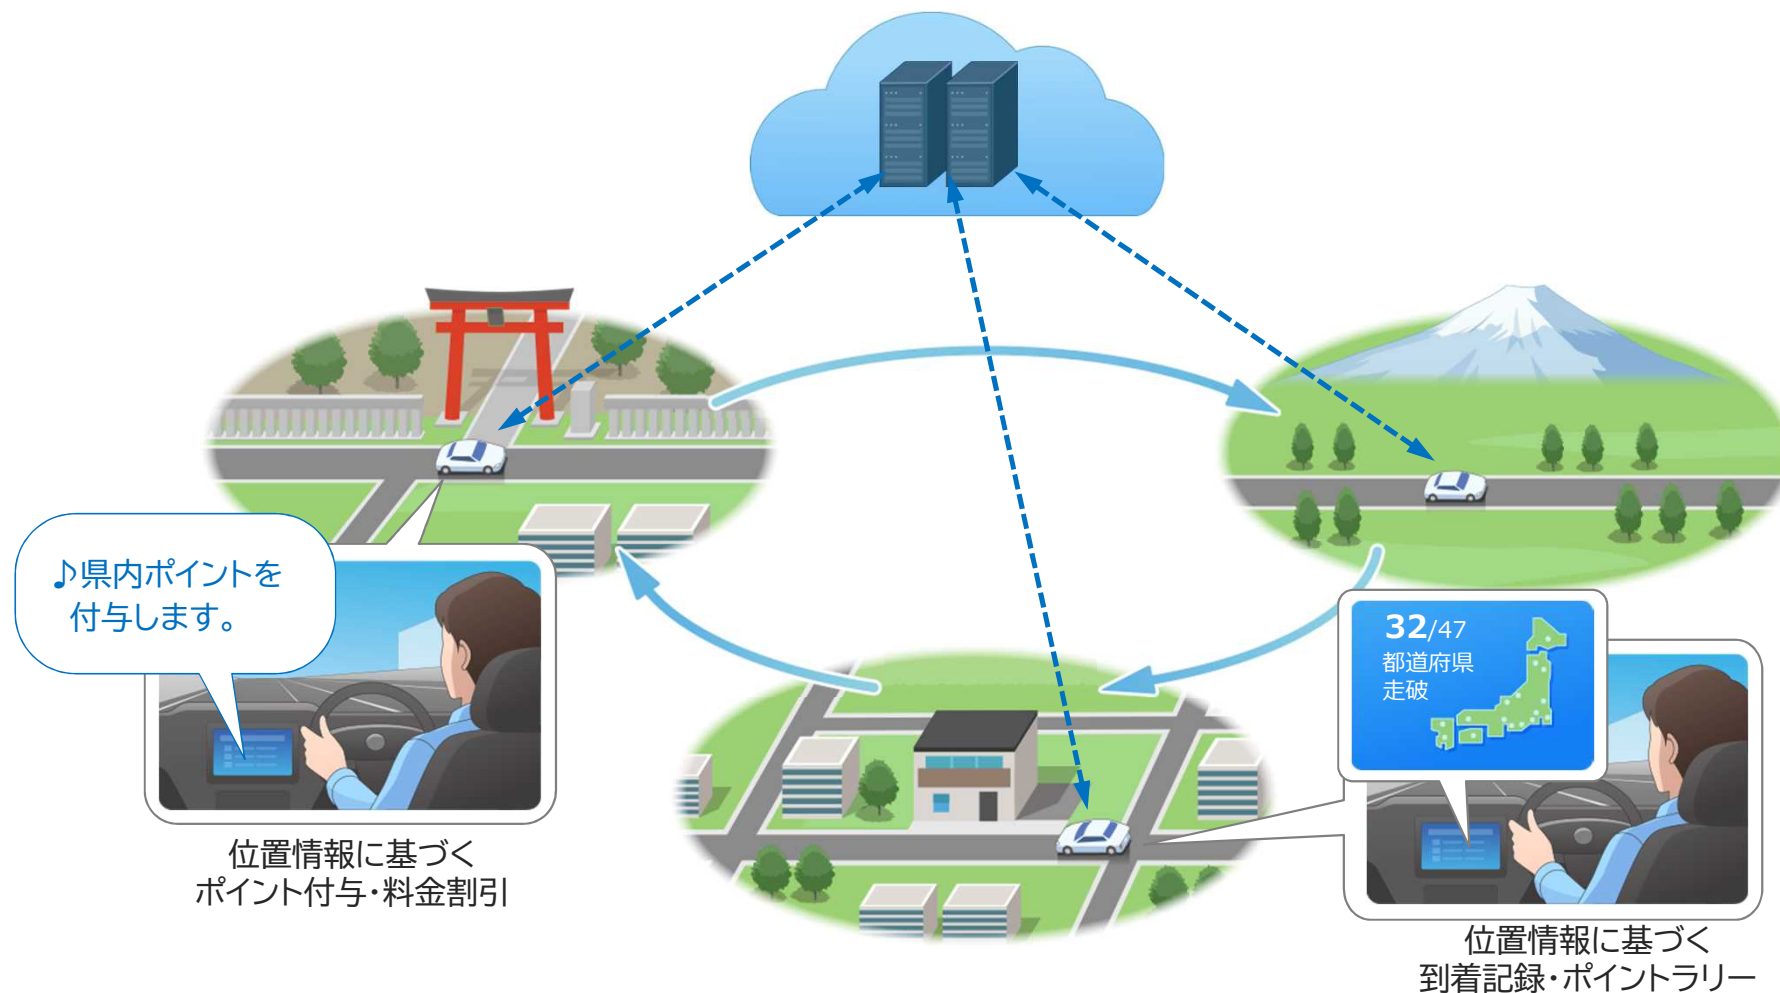 ♪県内ポイントを
付与します。
位置情報に基づく
ポイント付与・料金割引
32/47
都道府県
走破
位置情報に基づく
到着記録・ポイントラリー